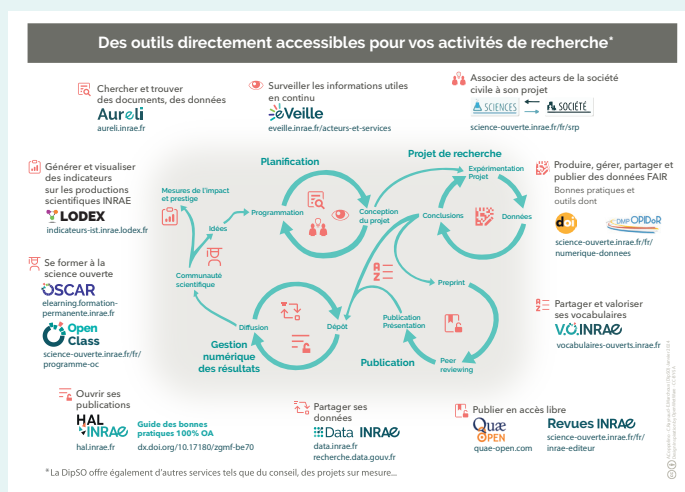 Des outils directement accessibles pour vos activités de recherche*
Chercher et trouver
des documents, des données
Aureli
aureli.inrae.fr
Surveiller les informations utiles
en continu
eVeille
eveille.inrae.fr/acteurs-et-services
Associer des acteurs de la société
civile à son projet
SCIENCES
SOCIÉTÉ
science-ouverte.inrae.fr/fr/srp
Générer et visualiser
des indicateurs
sur les productions
scientifiques INRAE
LODEX
indicateurs-ist.inrae.lodex.fr
Se former à la
science ouverte
OSCAR
elearning.formation-
permanente.inrae.fr
Open
Class
science-ouverte.inrae.fr/fr/
programme-oc
Planification
Projet de recherche
Mesures de l'impact
et prestige
Idées
Programmation
Conception
du projet
Expérimentation
Projet
Conclusions
Données
Communauté
scientifique
Preprint
Diffusion
Dépôt
Publication
Présentation
Peer
reviewing
Gestion
numérique
des résultats
Publication
Produire, gérer, partager et
publier des données FAIR
Bonnes pratiques et
outils dont
doi
DMP OPIDoR
science-ouverte.inrae.fr/fr/
numerique-donnees
Partager et valoriser
ses vocabulaires
V.O.INRAE
vocabulaires-ouverts.inrae.fr
Ouvrir ses
publications
HAL
INRAE
hal.inrae.fr
Guide des bonnes
pratiques 100% OA
dx.doi.org/10.17180/zgmf-be70
Partager ses
données
Data INRAE
data.inrae.fr
recherche.data.gouv.fr
Publier en accès libre
Quæ
OPEN
quae-open.com
Revues INRAE
science-ouverte.inrae.fr/fr/
inrae-editeur
*La DipSO offre également d'autres services tels que du conseil, des projets sur mesure...